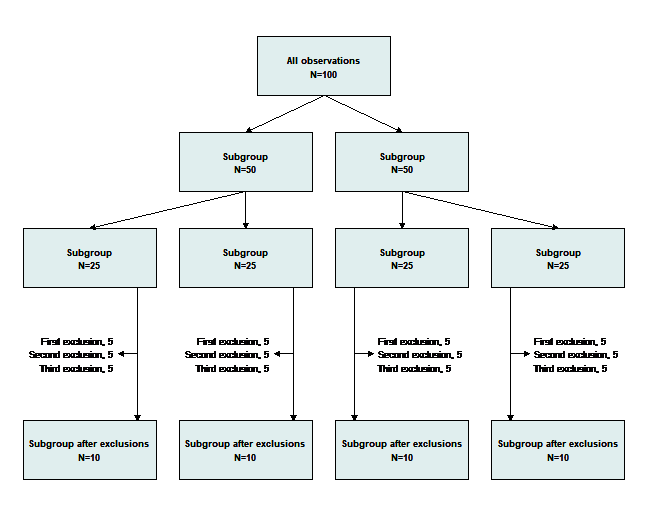 All observations
N=100
Subgroup
N=50
Subgroup
N=50
Subgroup
N=25
Subgroup
N=25
Subgroup
N=25
Subgroup
N=25
First exclusion, 5
Second exclusion, 5
Third exclusion, 5
First exclusion, 5
Second exclusion, 5
Third exclusion, 5
First exclusion, 5
Second exclusion, 5
Third exclusion, 5
First exclusion, 5
Second exclusion, 5
Third exclusion, 5
Subgroup after exclusions
N=10
Subgroup after exclusions
N=10
Subgroup after exclusions
N=10
Subgroup after exclusions
N=10